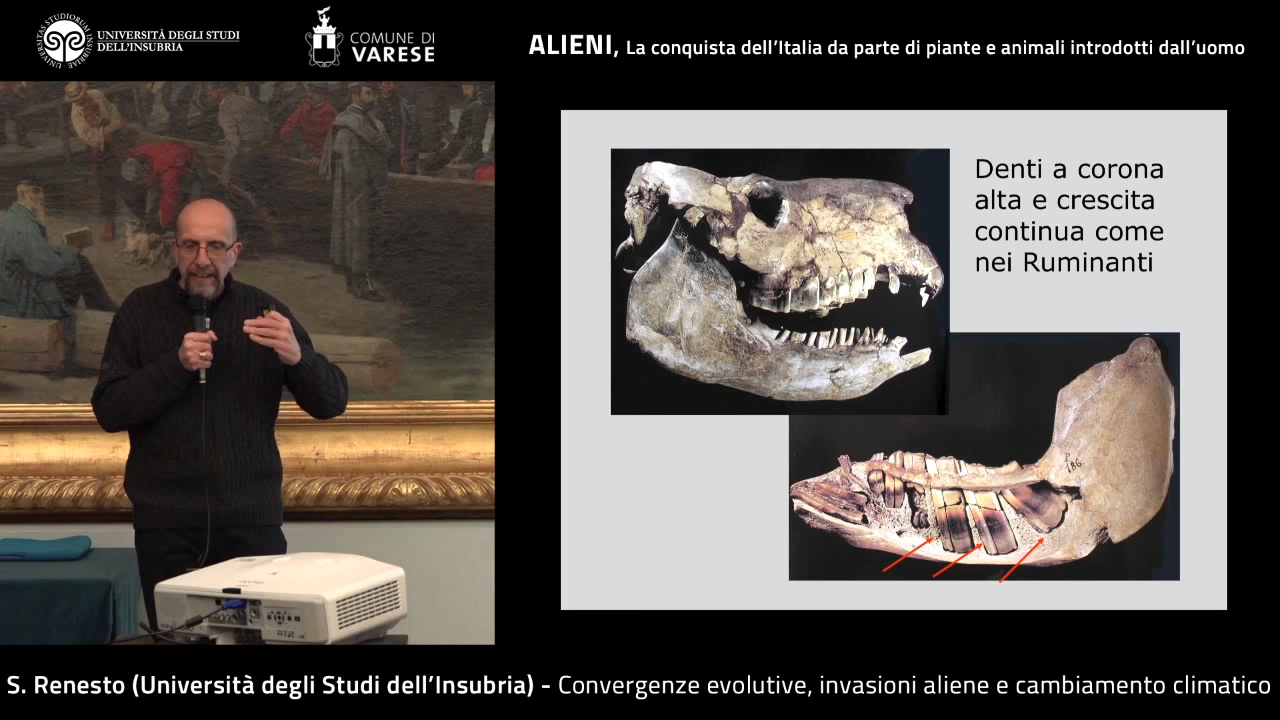 UNIVERSITÀ DEGLI STUDI
DELL'INSUBRIA
COMUNE DI
VARESE
ALIENI, La conquista dell'Italia da parte di piante e animali introdotti dall'uomo
Denti a corona
alta e crescita
continua come
nei Ruminanti
S. Renesto (Università degli Studi dell'Insubria) - Convergenze evolutive, invasioni aliene e cambiamento climatico